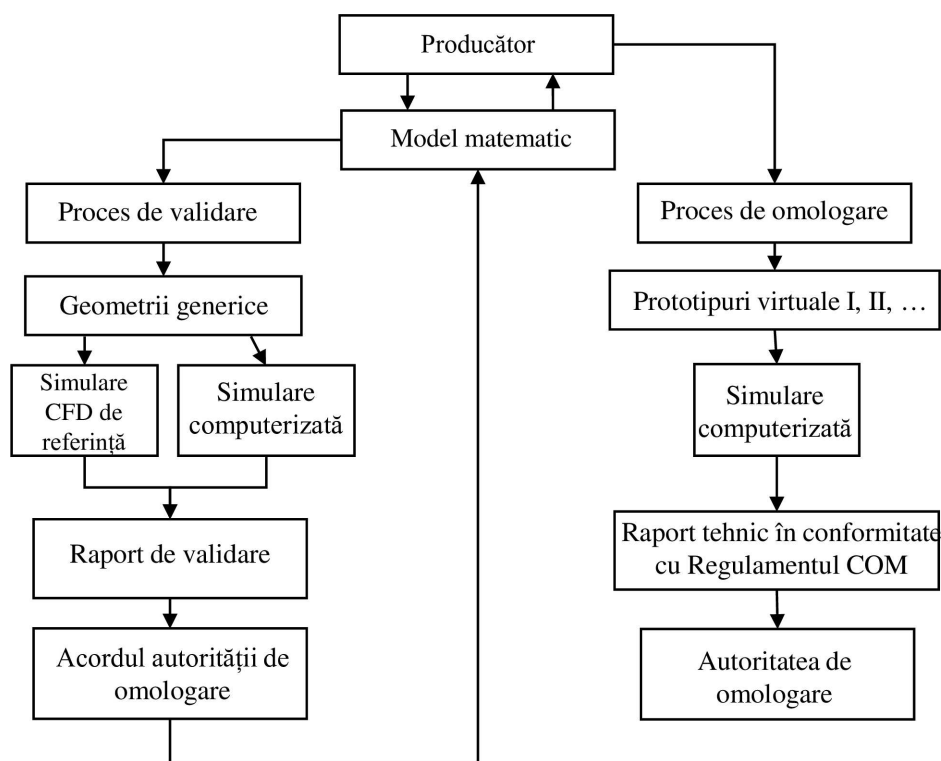 Producător
Model matematic
Proces de validare
Geometrii generice
Simulare
CFD de
referință
Simulare
computerizată
Raport de validare
Acordul autorității de
omologare
Proces de omologare
Prototipuri virtuale I, II, …
Simulare
computerizată
Raport tehnic în conformitate
cu Regulamentul COM
Autoritatea de
omologare